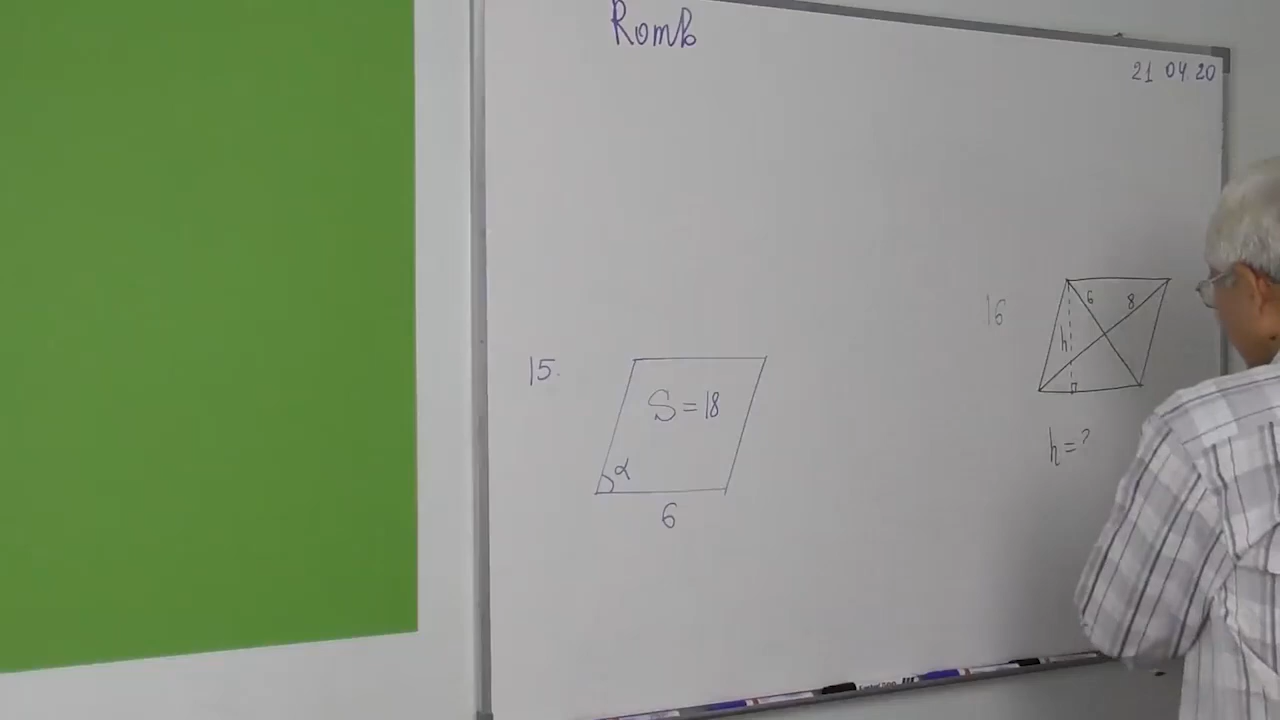 Romb
21 04 20
15.
S = 18
α
6
16
6
8
h
h = ?